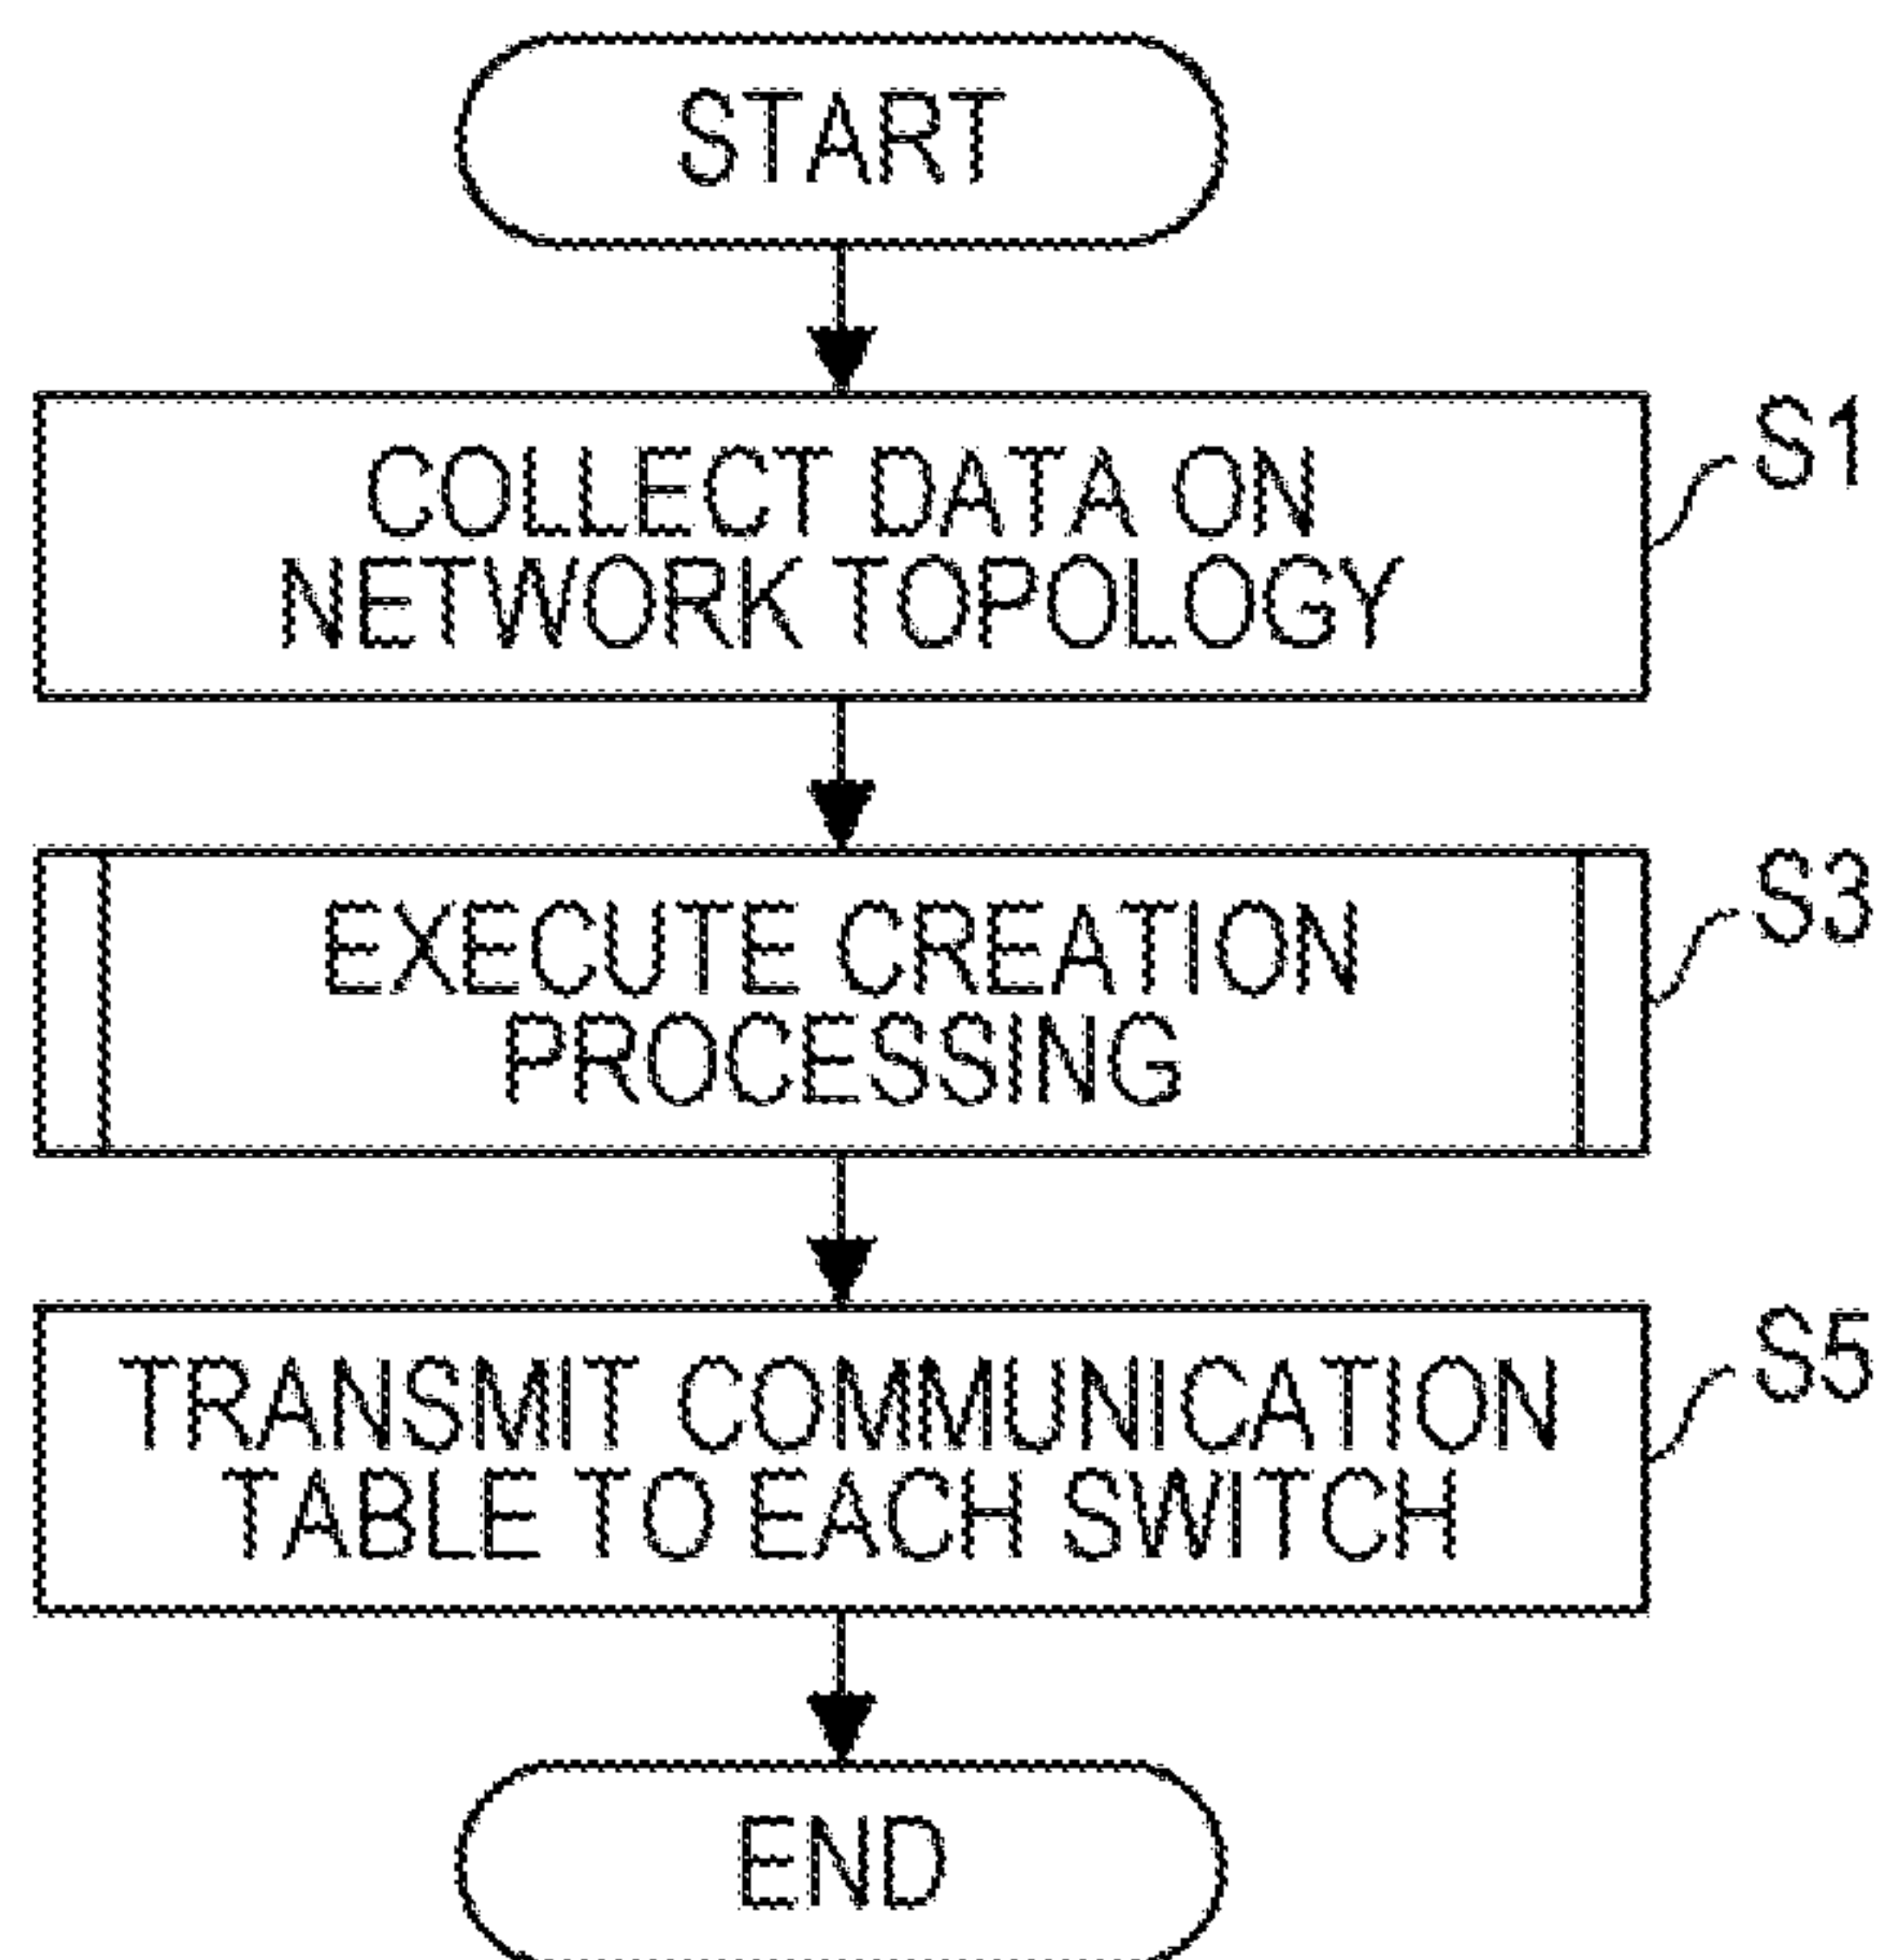 START
COLLECT DATA ON
NETWORK TOPOLOGY
S1
EXECUTE CREATION
PROCESSING
S3
TRANSMIT COMMUNICATION
TABLE TO EACH SWITCH
S5
END